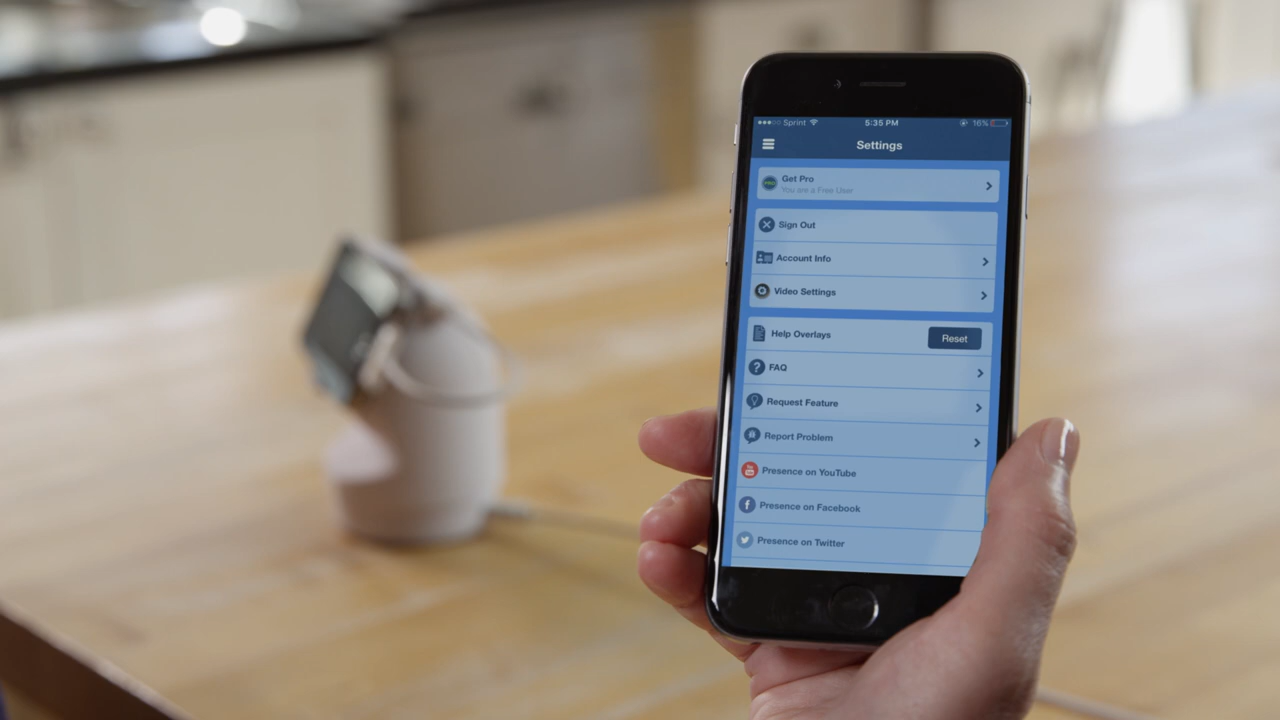 Sprint 5:35 PM 16%
Settings
Get Pro
You are a Free User
Sign Out
Account Info
Video Settings
Help Overlays Reset
FAQ
Request Feature
Report Problem
Presence on YouTube
Presence on Facebook
Presence on Twitter